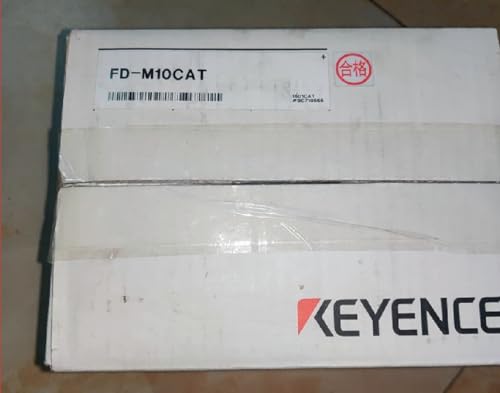 FD-M10CAT
合格
KEYENCE